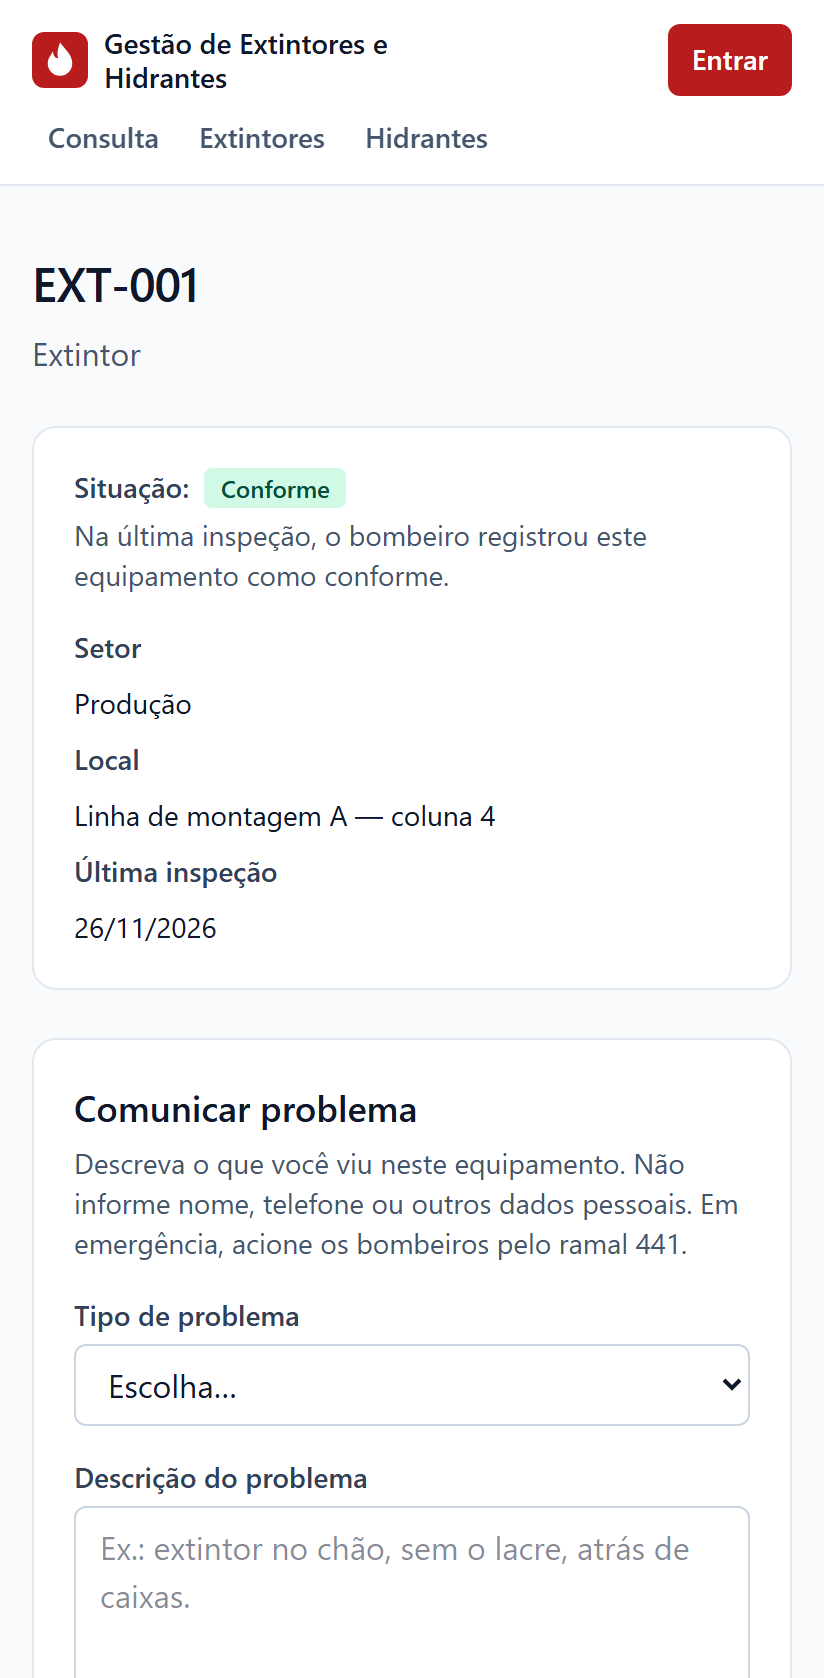 Gestão de Extintores e
Hidrantes
Entrar
Consulta Extintores Hidrantes
EXT-001
Extintor
Situação: Conforme
Na última inspeção, o bombeiro registrou este
equipamento como conforme.
Setor
Produção
Local
Linha de montagem A — coluna 4
Última inspeção
26/11/2026
Comunicar problema
Descreva o que você viu neste equipamento. Não
informe nome, telefone ou outros dados pessoais. Em
emergência, acione os bombeiros pelo ramal 441.
Tipo de problema
Escolha...
Descrição do problema
Ex.: extintor no chão, sem o lacre, atrás de
caixas.